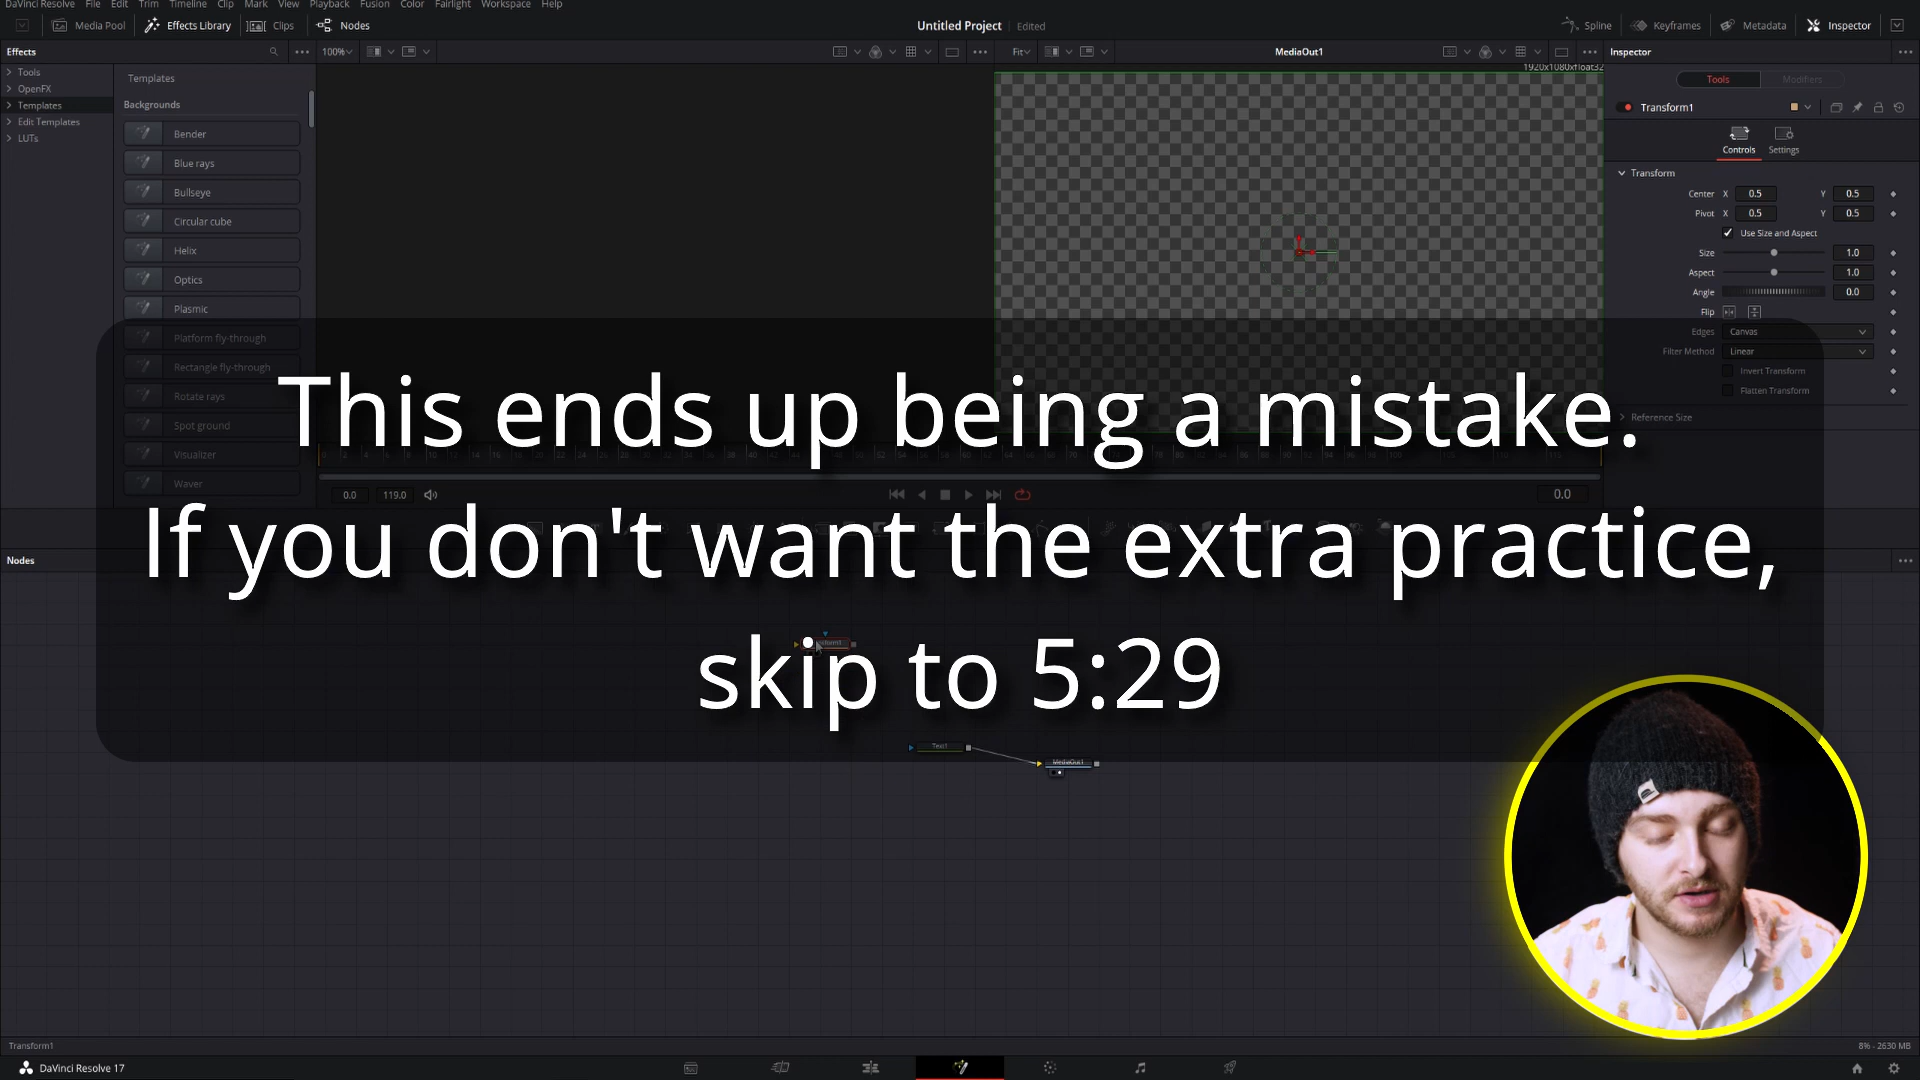 DaVinci Resolve File Edit Trim Timeline Clip Mark View Playback Fusion Color Fairlight Workspace Help
Media Pool Effects Library Clips Nodes Untitled Project Edited Spline Keyframes Metadata Inspector
Effects 100% Fit MediaOut1 Inspector
1920x1080xfloat32
Tools
OpenFX
Templates
Edit Templates
LUTs
Templates
Backgrounds
Bender
Blue rays
Bullseye
Circular cube
Helix
Optics
Plasmic
Platform fly-through
Rectangle fly-through
Rotate rays
Spot ground
Visualizer
Waver
Tools Modifiers
Transform1
Controls Settings
Transform
Center X 0.5 Y 0.5
Pivot X 0.5 Y 0.5
Use Size and Aspect
Size 1.0
Aspect 1.0
Angle 0.0
Flip
Edges Canvas
Filter Method Linear
Invert Transform
Flatten Transform
Reference Size
This ends up being a mistake.
If you don't want the extra practice,
skip to 5:29
0.0 119.0 0.0
Nodes
Text1
MediaOut1
Transform1 8% - 2630 MB
DaVinci Resolve 17